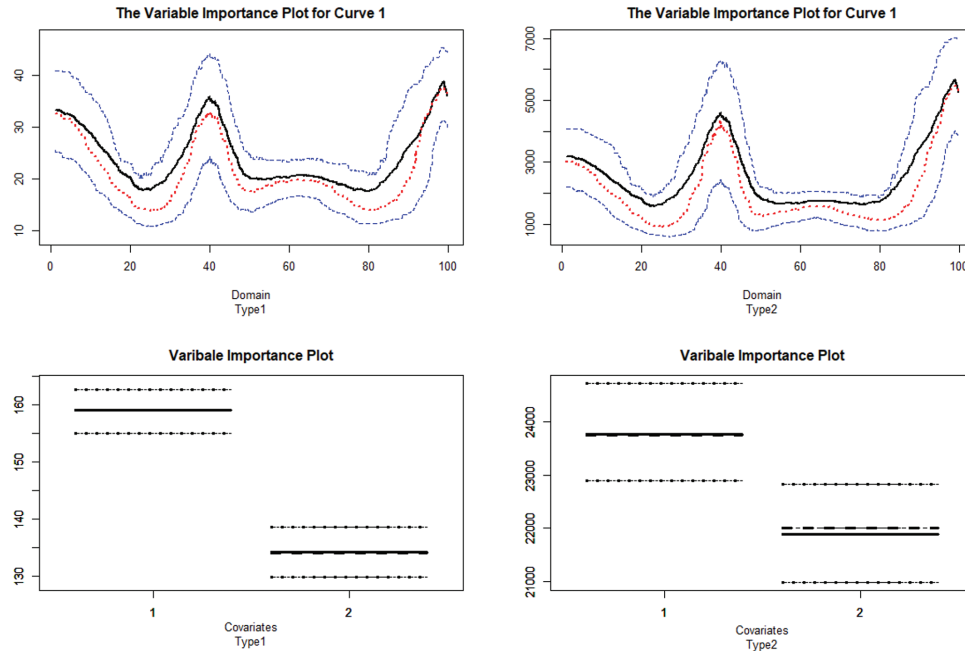 The Variable Importance Plot for Curve 1
40
30
20
10
0 20 40 60 80 100
Domain
Type1
The Variable Importance Plot for Curve 1
7000
5000
3000
1000
0 20 40 60 80 100
Domain
Type2
Varibale Importance Plot
160
150
140
130
1 2
Covariates
Type1
Varibale Importance Plot
24000
23000
22000
21000
1 2
Covariates
Type2